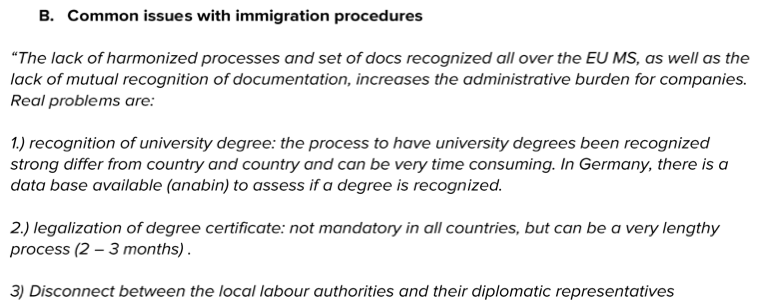 B. Common issues with immigration procedures
“The lack of harmonized processes and set of docs recognized all over the EU MS, as well as the
lack of mutual recognition of documentation, increases the administrative burden for companies.
Real problems are:
1.) recognition of university degree: the process to have university degrees been recognized
strong differ from country and country and can be very time consuming. In Germany, there is a
data base available (anabin) to assess if a degree is recognized.
2.) legalization of degree certificate: not mandatory in all countries, but can be a very lengthy
process (2 – 3 months) .
3) Disconnect between the local labour authorities and their diplomatic representatives